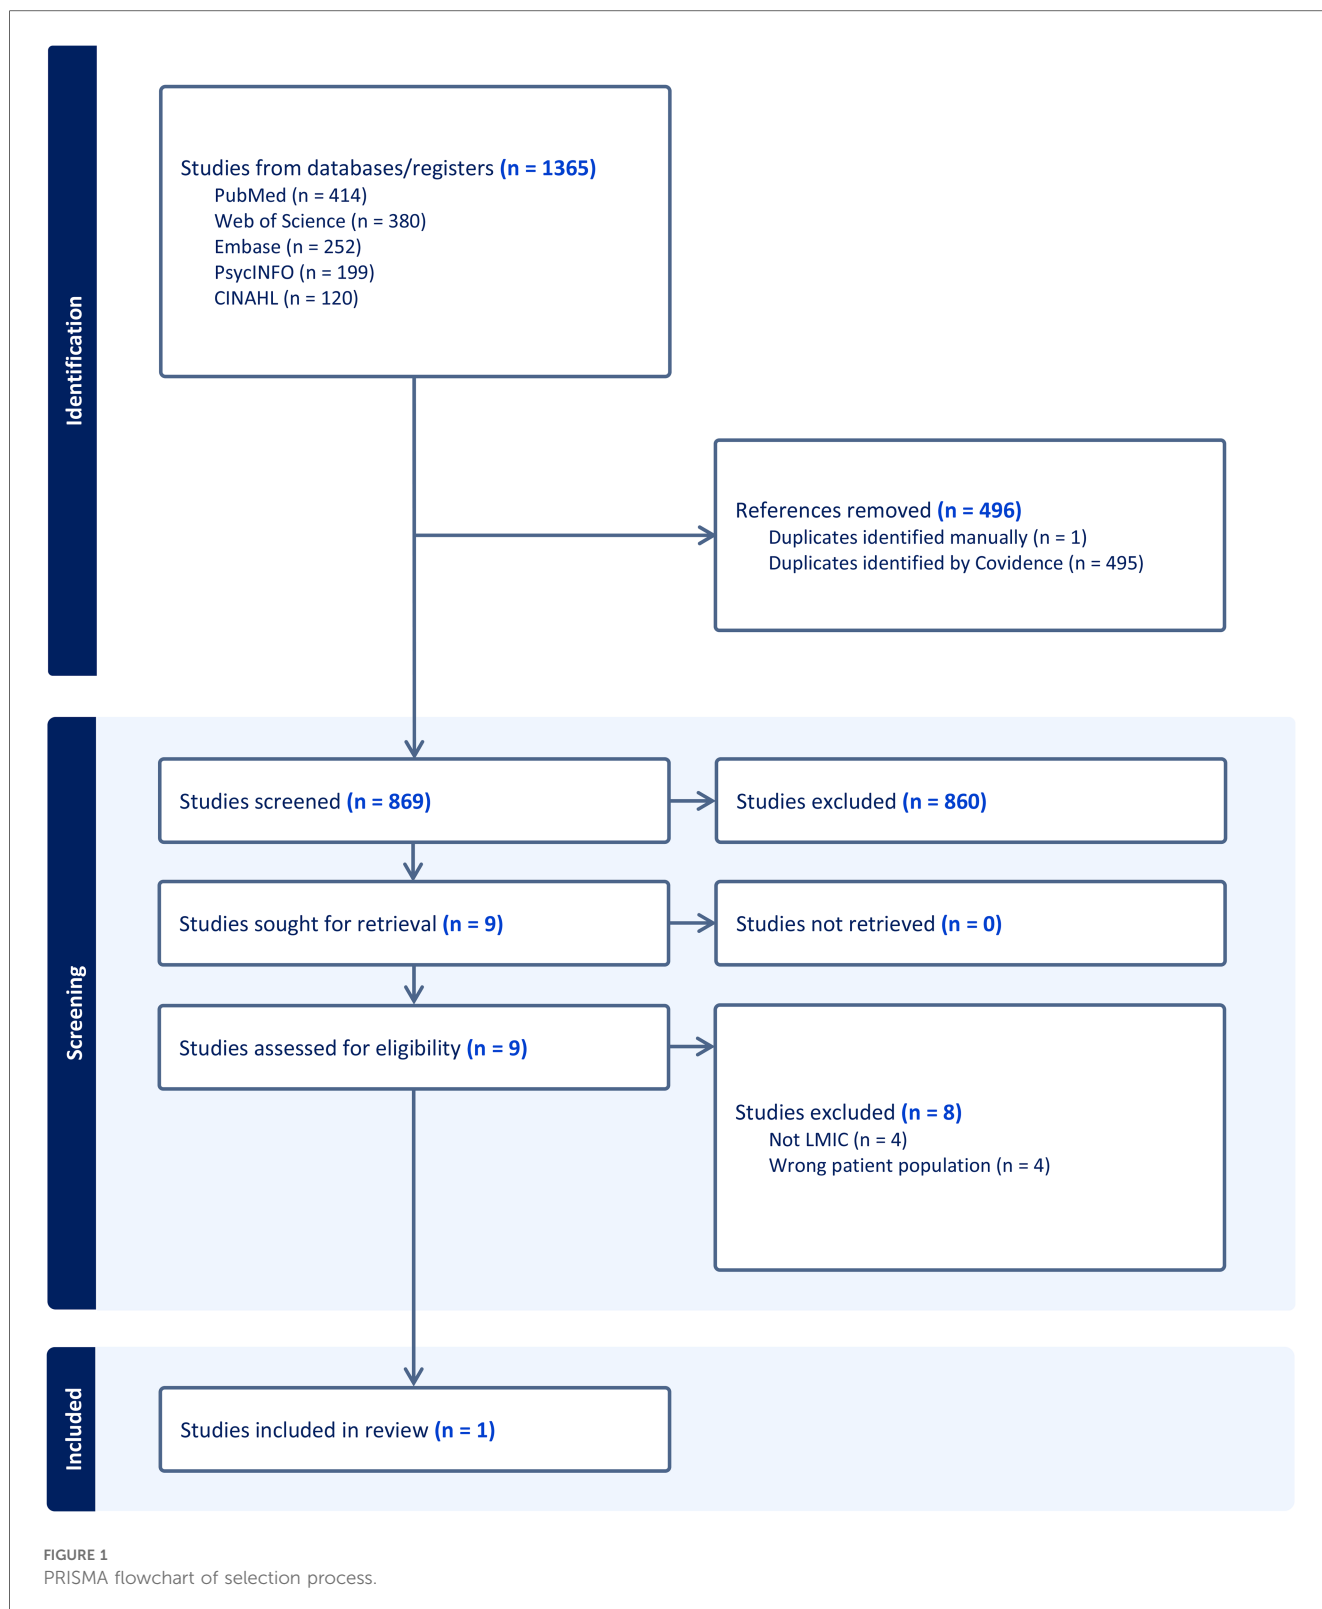 Identification
Studies from databases/registers (n = 1365)
PubMed (n = 414)
Web of Science (n = 380)
Embase (n = 252)
PsycINFO (n = 199)
CINAHL (n = 120)
References removed (n = 496)
Duplicates identified manually (n = 1)
Duplicates identified by Covidence (n = 495)
Screening
Studies screened (n = 869)
Studies excluded (n = 860)
Studies sought for retrieval (n = 9)
Studies not retrieved (n = 0)
Studies assessed for eligibility (n = 9)
Studies excluded (n = 8)
Not LMIC (n = 4)
Wrong patient population (n = 4)
Included
Studies included in review (n = 1)
FIGURE 1
PRISMA flowchart of selection process.